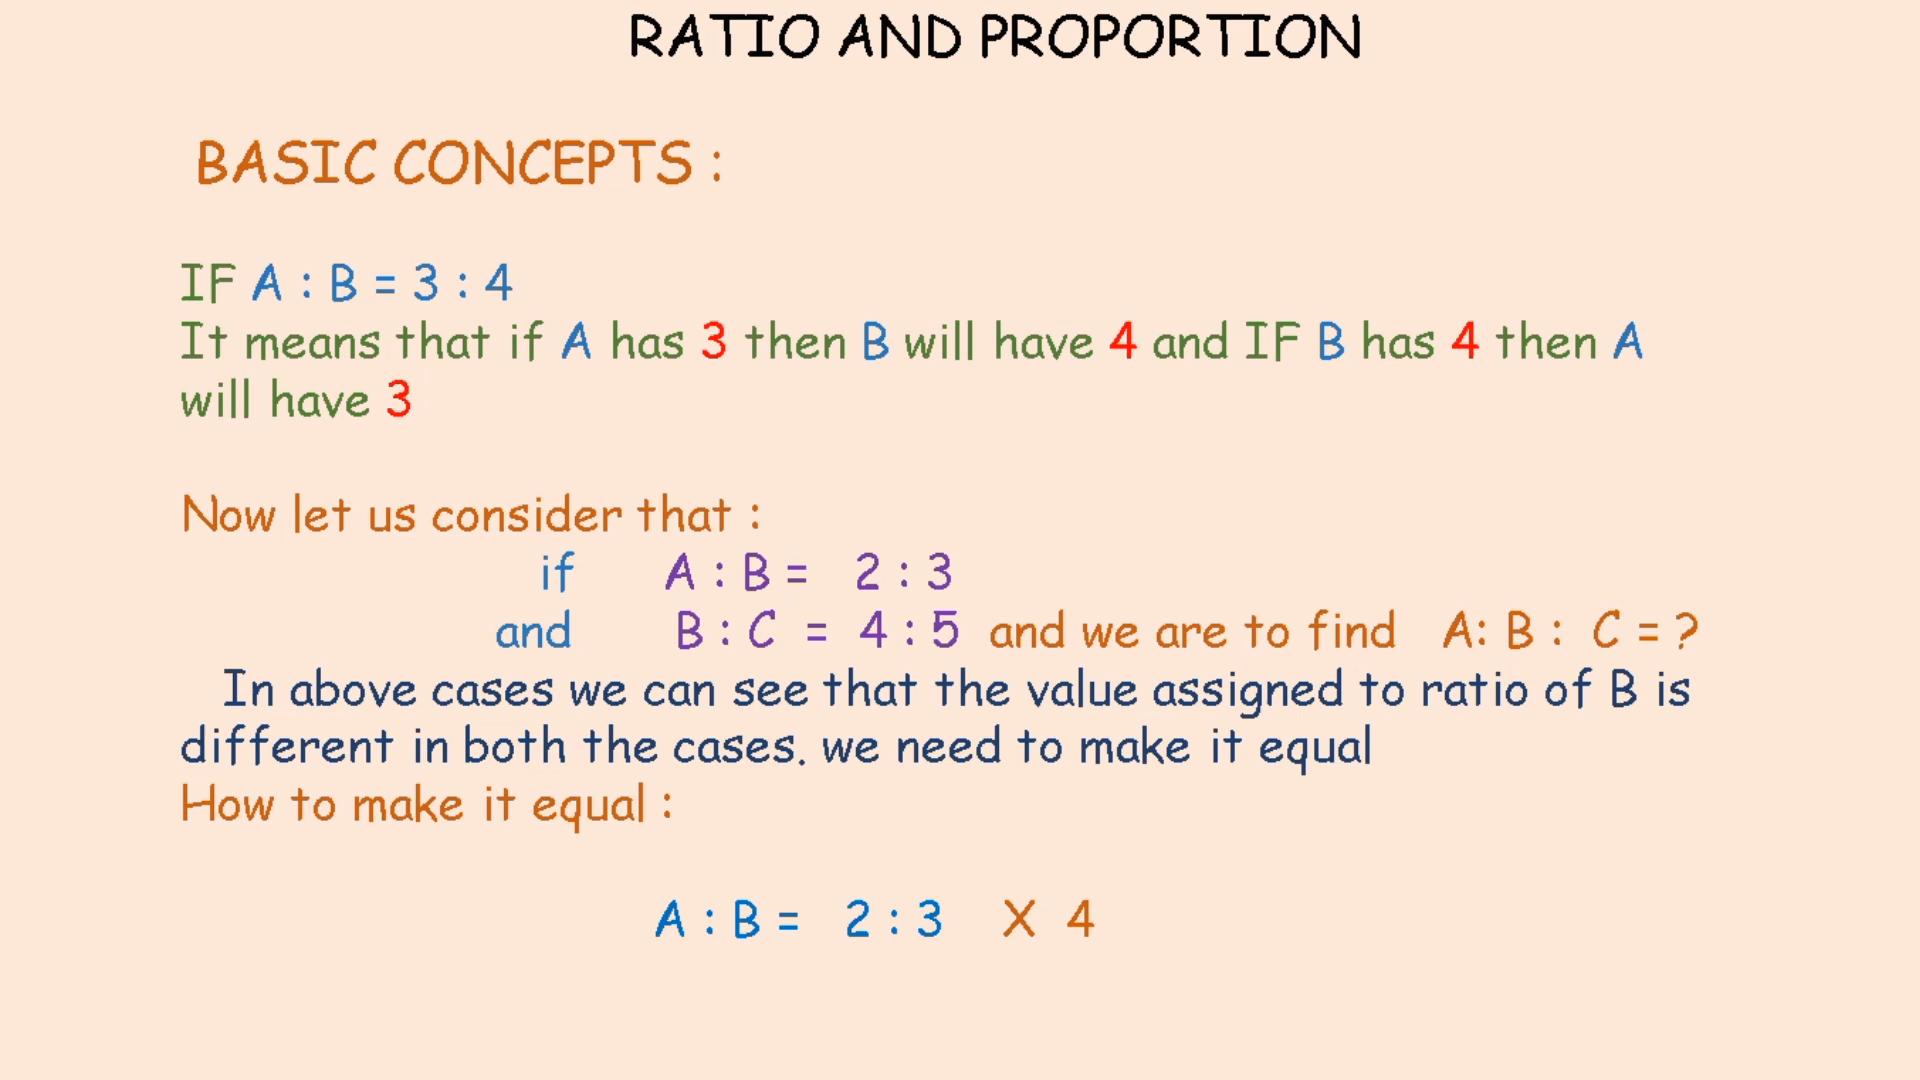 RATIO AND PROPORTION
BASIC CONCEPTS :
IF A : B = 3 : 4
It means that if A has 3 then B will have 4 and IF B has 4 then A
will have 3
Now let us consider that :
if A : B = 2 : 3
and B : C = 4 : 5 and we are to find A: B : C = ?
In above cases we can see that the value assigned to ratio of B is
different in both the cases. we need to make it equal
How to make it equal :
A : B = 2 : 3 X 4